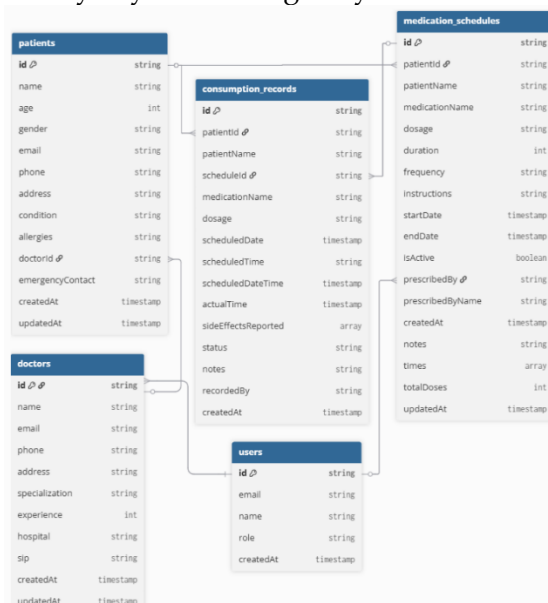 patients
id string
name string
age int
gender string
email string
phone string
address string
condition string
allergies string
doctorId string
emergencyContact string
createdAt timestamp
updatedAt timestamp
doctors
id string
name string
email string
phone string
address string
specialization string
experience int
hospital string
sip string
createdAt timestamp
updatedAt timestamp
consumption_records
id string
patientId string
patientName string
scheduleId string
medicationName string
dosage string
scheduledDate timestamp
scheduledTime string
scheduledDateTime timestamp
actualTime timestamp
sideEffectsReported array
status string
notes string
recordedBy string
createdAt timestamp
users
id string
email string
name string
role string
createdAt timestamp
medication_schedules
id string
patientId string
patientName string
medicationName string
dosage string
duration int
frequency string
instructions string
startDate timestamp
endDate timestamp
isActive boolean
prescribedBy string
prescribedByName string
createdAt timestamp
notes string
times array
totalDoses int
updatedAt timestamp